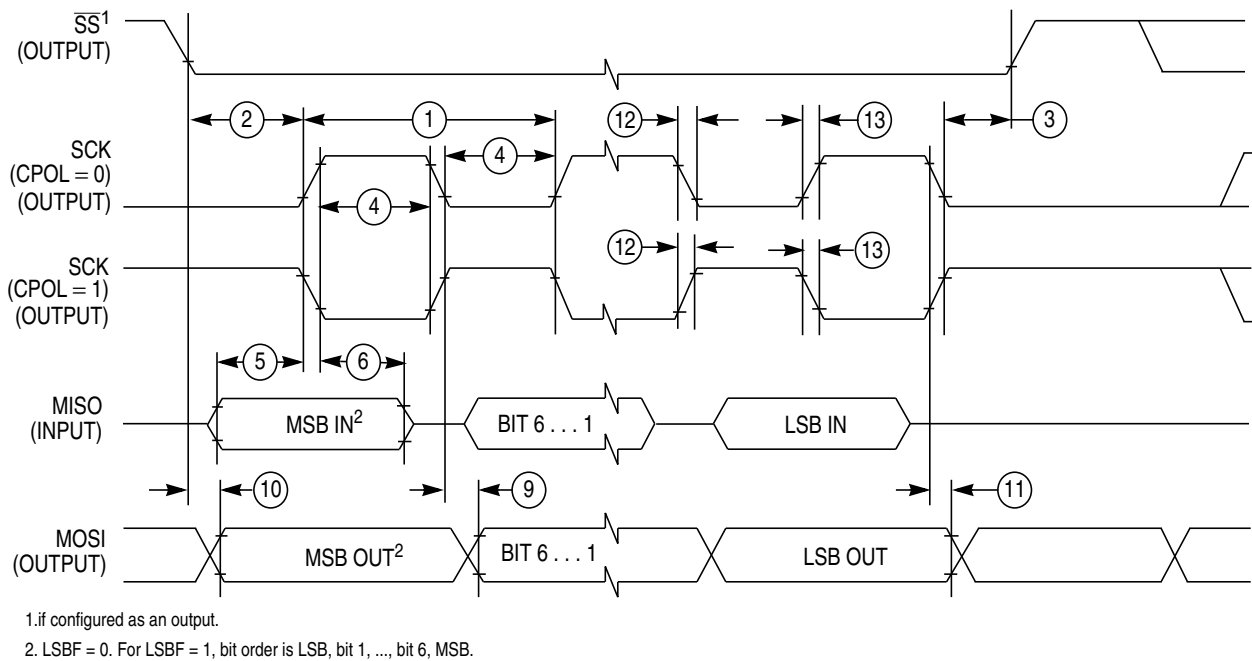 SS1
(OUTPUT)
2
1
12
13
3
SCK
(CPOL = 0)
(OUTPUT)
4
4
12
13
SCK
(CPOL = 1)
(OUTPUT)
5
6
MISO
(INPUT)
MSB IN2
BIT 6 . . . 1
LSB IN
10
9
11
MOSI
(OUTPUT)
MSB OUT2
BIT 6 . . . 1
LSB OUT
1.if configured as an output.
2. LSBF = 0. For LSBF = 1, bit order is LSB, bit 1, ..., bit 6, MSB.